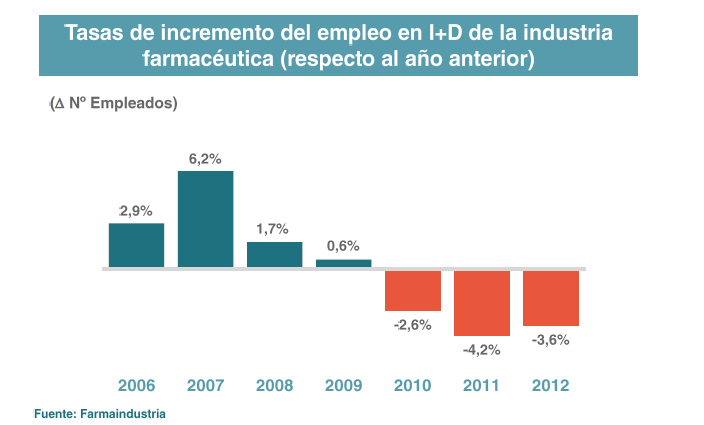 Tasas de incremento del empleo en I+D de la industria
farmacéutica (respecto al año anterior)
(Δ Nº Empleados)
6,2%
2,9%
1,7%
0,6%
-2,6%
-4,2%
-3,6%
2006 2007 2008 2009 2010 2011 2012
Fuente: Farmaindustria